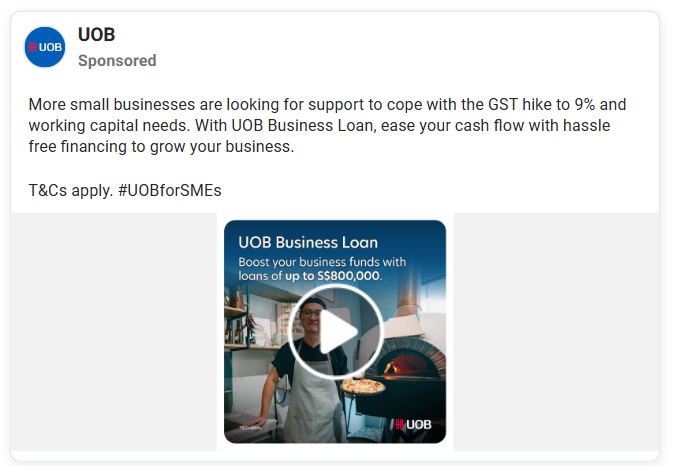 UOB
UOB
Sponsored
More small businesses are looking for support to cope with the GST hike to 9% and
working capital needs. With UOB Business Loan, ease your cash flow with hassle
free financing to grow your business.
T&Cs apply. #UOBforSMEs
UOB Business Loan
Boost your business funds with
loans of up to S$800,000.
UOB